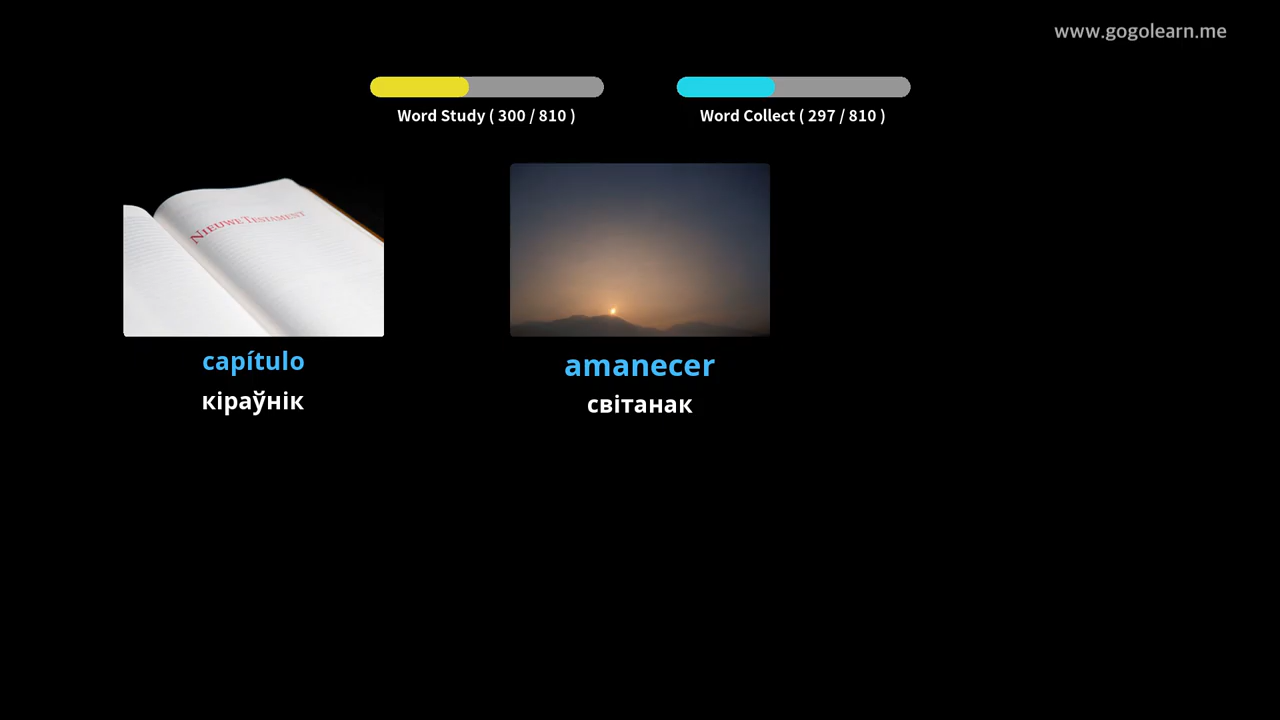 www.gogolearn.me
Word Study ( 300 / 810 )
Word Collect ( 297 / 810 )
NIEUWE TESTAMENT
capítulo
кіраўнік
amanecer
світанак